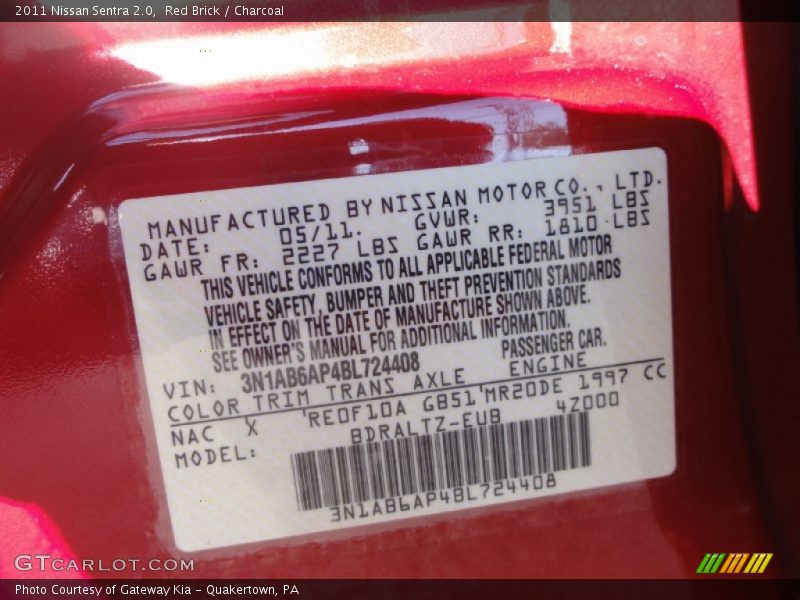 2011 Nissan Sentra 2.0, Red Brick / Charcoal
MANUFACTURED BY NISSAN MOTOR CO., LTD.
DATE: 05/11. GVWR: 3951 LBS
GAWR FR: 2227 LBS GAWR RR: 1810 LBS
THIS VEHICLE CONFORMS TO ALL APPLICABLE FEDERAL MOTOR
VEHICLE SAFETY, BUMPER AND THEFT PREVENTION STANDARDS
IN EFFECT ON THE DATE OF MANUFACTURE SHOWN ABOVE.
SEE OWNER'S MANUAL FOR ADDITIONAL INFORMATION.
VIN: 3N1AB6AP4BL724408 PASSENGER CAR.
COLOR TRIM TRANS AXLE ENGINE
NAC X RE0F10A GB51 MR20DE 1997 CC
MODEL: BDRALTZ-EUB 4Z000
3N1AB6AP4BL724408
GTCARLOT.COM
Photo Courtesy of Gateway Kia - Quakertown, PA